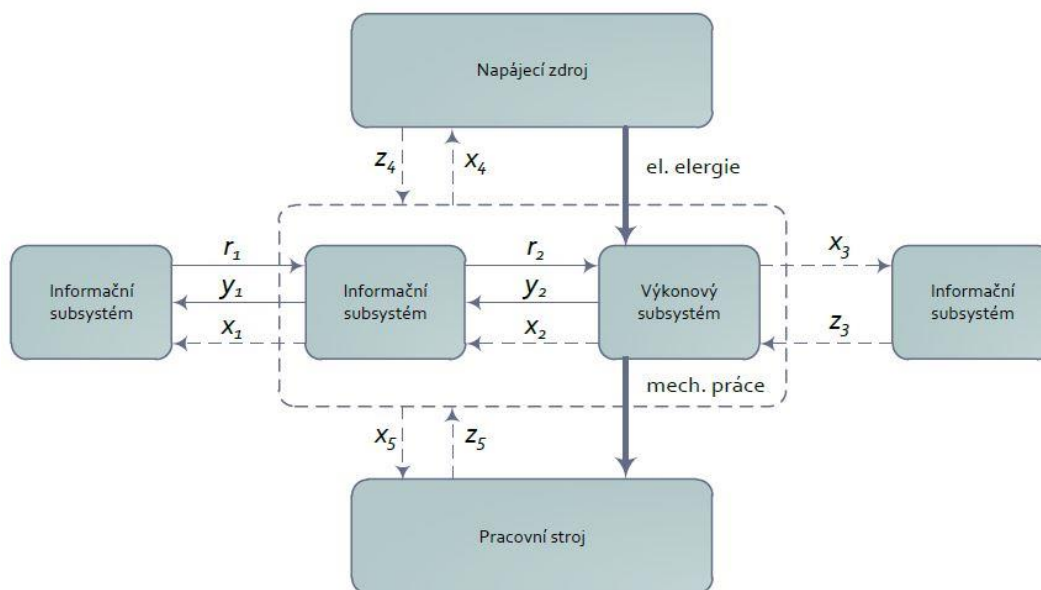 Napájecí zdroj
z4
x4
el. elergie
r1
r2
x3
Informační
subsystém
y1
Informační
subsystém
y2
Výkonový
subsystém
Informační
subsystém
x1
x2
z3
mech. práce
x5
z5
Pracovní stroj